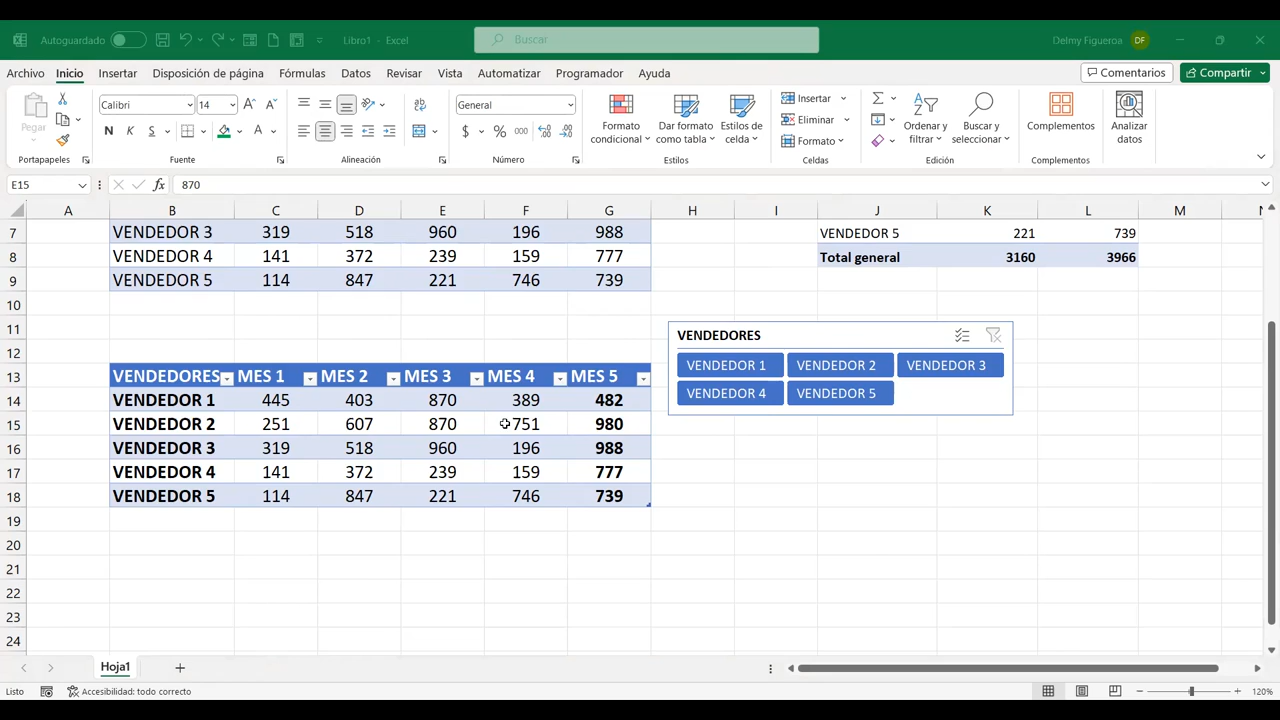 Autoguardado Libro1 - Excel Buscar Delmy Figueroa DF
Archivo Inicio Insertar Disposición de página Fórmulas Datos Revisar Vista Automatizar Programador Ayuda Comentarios Compartir
Pegar Calibri 14 General Formato condicional Dar formato como tabla Estilos de celda Insertar Eliminar Formato Ordenar y filtrar Buscar y seleccionar Complementos Analizar datos
N K S $ % 000
Portapapeles Fuente Alineación Número Estilos Celdas Edición Complementos
E15 fx 870
A B C D E F G H I J K L M N
7 VENDEDOR 3 319 518 960 196 988 VENDEDOR 5 221 739
8 VENDEDOR 4 141 372 239 159 777 Total general 3160 3966
9 VENDEDOR 5 114 847 221 746 739
10
11 VENDEDORES
12 VENDEDOR 1 VENDEDOR 2 VENDEDOR 3
13 VENDEDORES MES 1 MES 2 MES 3 MES 4 MES 5 VENDEDOR 4 VENDEDOR 5
14 VENDEDOR 1 445 403 870 389 482
15 VENDEDOR 2 251 607 870 751 980
16 VENDEDOR 3 319 518 960 196 988
17 VENDEDOR 4 141 372 239 159 777
18 VENDEDOR 5 114 847 221 746 739
19
20
21
22
23
24
Hoja1
Listo Accesibilidad: todo correcto 120%